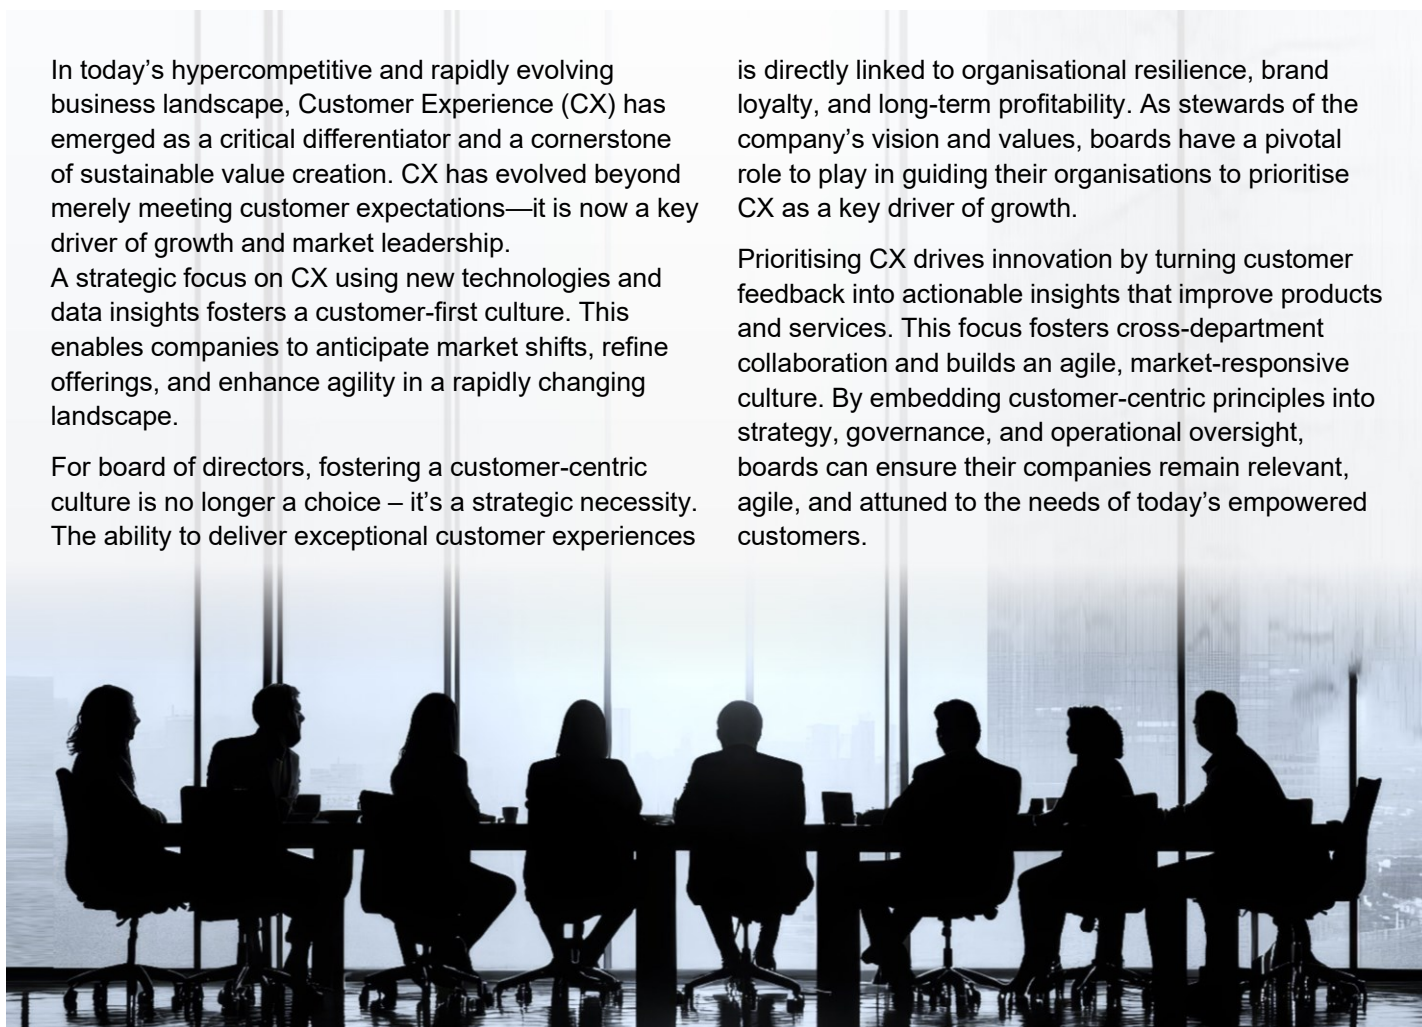 In today’s hypercompetitive and rapidly evolving
business landscape, Customer Experience (CX) has
emerged as a critical differentiator and a cornerstone
of sustainable value creation. CX has evolved beyond
merely meeting customer expectations—it is now a key
driver of growth and market leadership.
A strategic focus on CX using new technologies and
data insights fosters a customer-first culture. This
enables companies to anticipate market shifts, refine
offerings, and enhance agility in a rapidly changing
landscape.
For board of directors, fostering a customer-centric
culture is no longer a choice – it’s a strategic necessity.
The ability to deliver exceptional customer experiences
is directly linked to organisational resilience, brand
loyalty, and long-term profitability. As stewards of the
company’s vision and values, boards have a pivotal
role to play in guiding their organisations to prioritise
CX as a key driver of growth.
Prioritising CX drives innovation by turning customer
feedback into actionable insights that improve products
and services. This focus fosters cross-department
collaboration and builds an agile, market-responsive
culture. By embedding customer-centric principles into
strategy, governance, and operational oversight,
boards can ensure their companies remain relevant,
agile, and attuned to the needs of today’s empowered
customers.